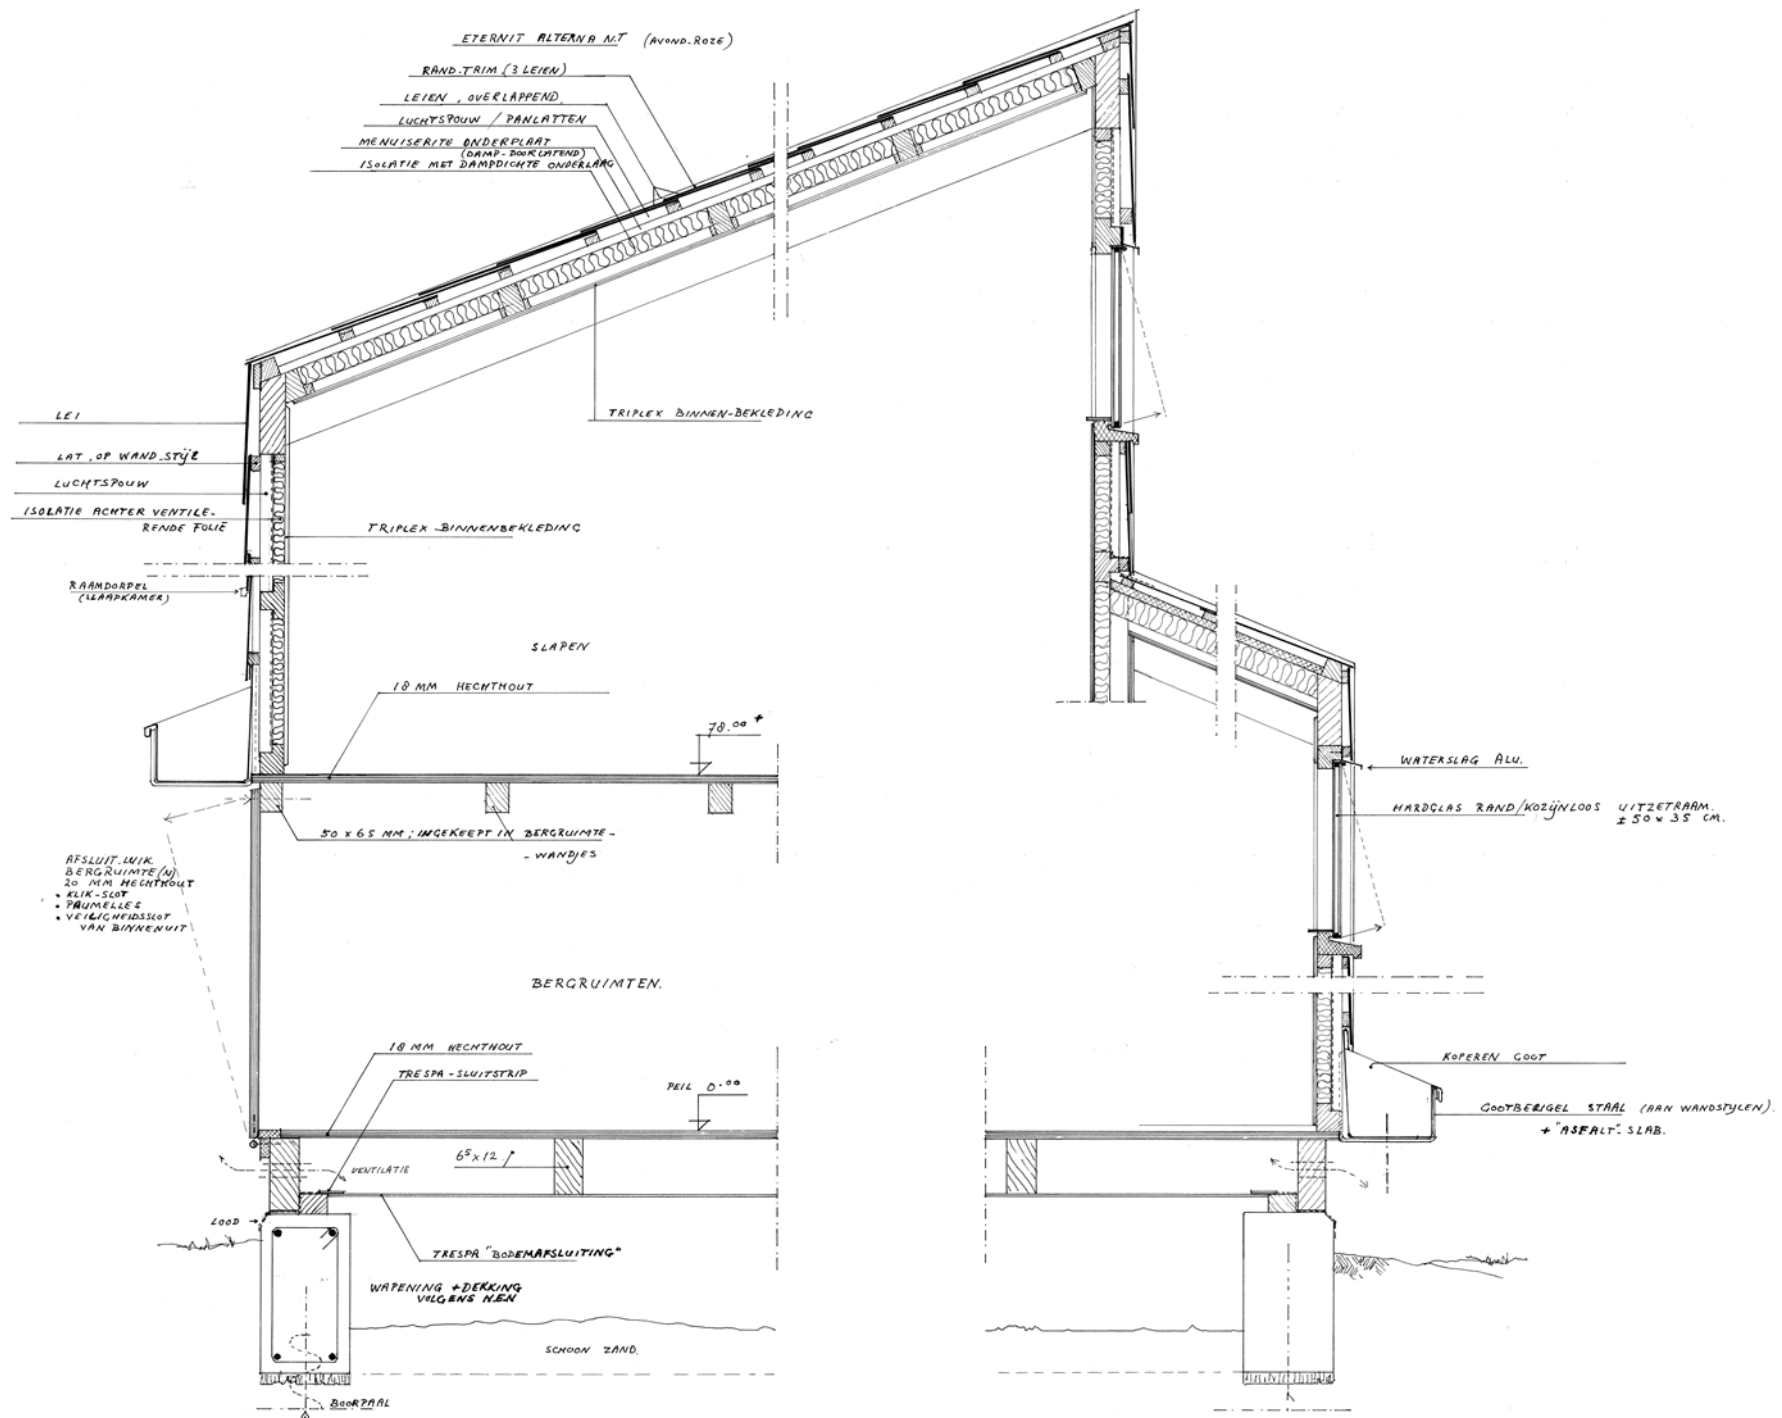 ETERNIT ALTERNA N.T (AVOND-ROZE)
RAND-TRIM (3 LEIEN)
LEIEN, OVERLAPPEND
LUCHTSPOUW / PANLATTEN
MENUISERITE ONDERPLAAT
(DAMP-DOORLATEND)
ISOLATIE MET DAMPDICHTE ONDERLAAG
TRIPLEX BINNEN-BEKLEDING
LEI
LAT, OP WAND-STIJL
LUCHTSPOUW
ISOLATIE ACHTER VENTILE-
RENDE FOLIE
TRIPLEX-BINNENBEKLEDING
RAAMDORPEL
(SLAAPKAMER)
SLAPEN
18 MM HECHTHOUT
78.00 +
WATERSLAG ALU.
HARDGLAS RAND/KOZIJNLOOS UITZETRAAM.
± 50 x 35 CM.
50 x 65 MM; INGEKEEPT IN BERGRUIMTE-
- WANDJES
AFSLUIT-LUIK
BERGRUIMTE(N)
20 MM HECHTHOUT
• KLIK-SLOT
• PAUMELLES
• VEILIGHEIDSSLOT
VAN BINNENUIT
BERGRUIMTEN.
18 MM HECHTHOUT
TRESPA-SLUITSTRIP
PEIL 0.00
KOPEREN GOOT
GOOTBEUGEL STAAL (AAN WANDSTYLEN).
+ "ASFALT"-SLAB.
6⁵ x 12
VENTILATIE
LOOD
TRESPA "BODEMAFSLUITING"
WAPENING + DEKKING
VOLGENS N.E.N
SCHOON ZAND.
BOORPAAL